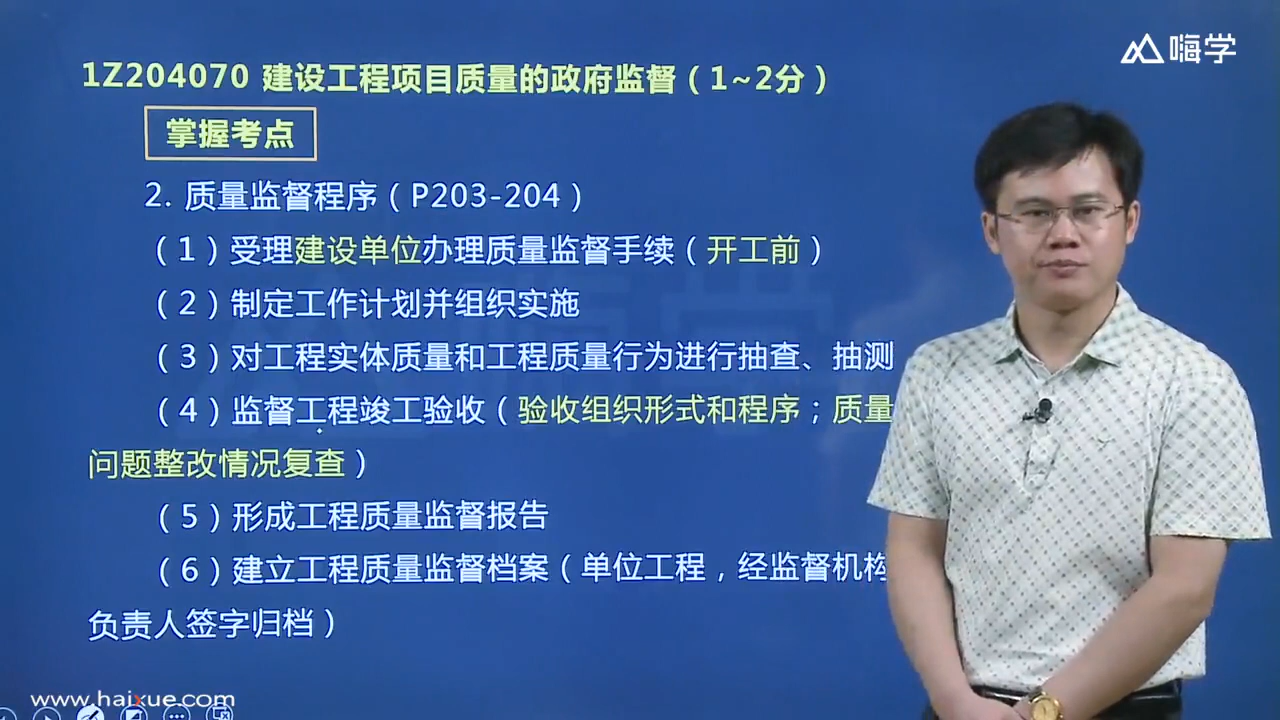 嗨学
1Z204070 建设工程项目质量的政府监督（1~2分）
掌握考点
2. 质量监督程序（P203-204）
（1）受理建设单位办理质量监督手续（开工前）
（2）制定工作计划并组织实施
（3）对工程实体质量和工程质量行为进行抽查、抽测
（4）监督工程竣工验收（验收组织形式和程序；质量
问题整改情况复查）
（5）形成工程质量监督报告
（6）建立工程质量监督档案（单位工程，经监督机构
负责人签字归档）
www.haixue.com